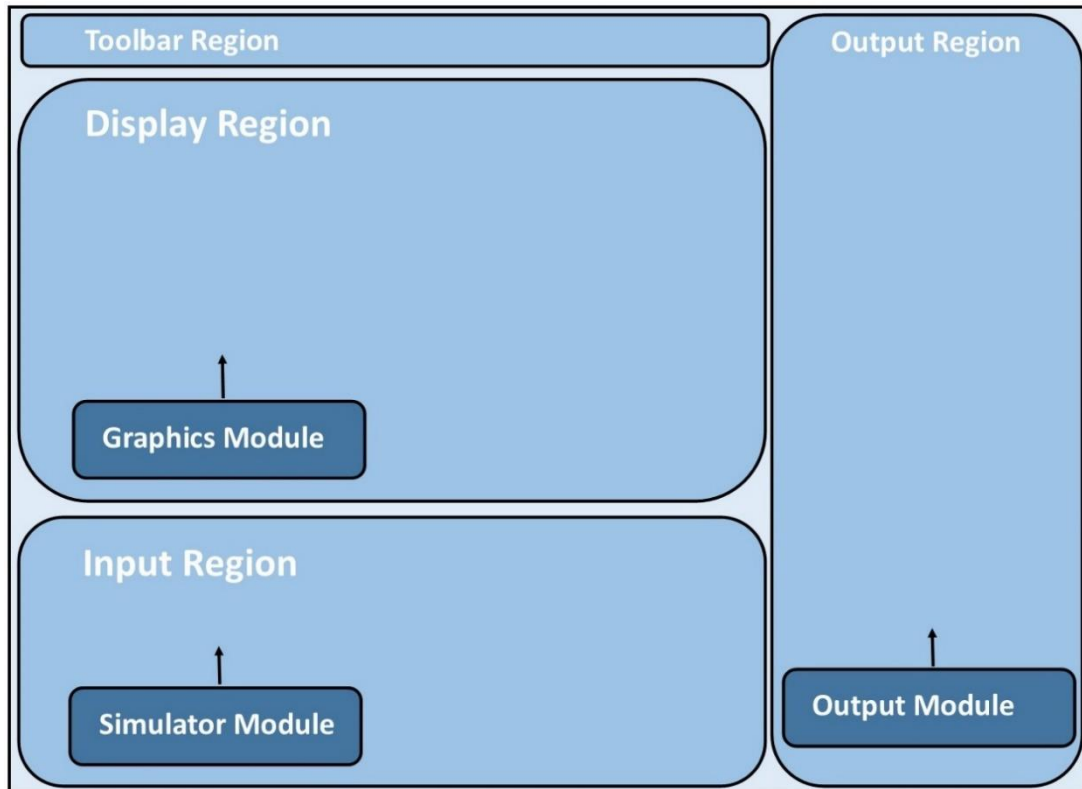 Toolbar Region
Output Region
Display Region
Graphics Module
Input Region
Simulator Module
Output Module